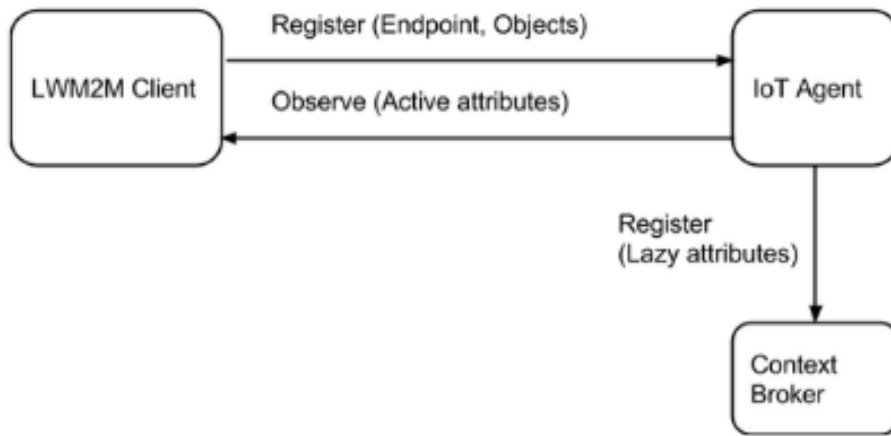 Register (Endpoint, Objects)
LWM2M Client
IoT Agent
Observe (Active attributes)
Register
(Lazy attributes)
Context
Broker